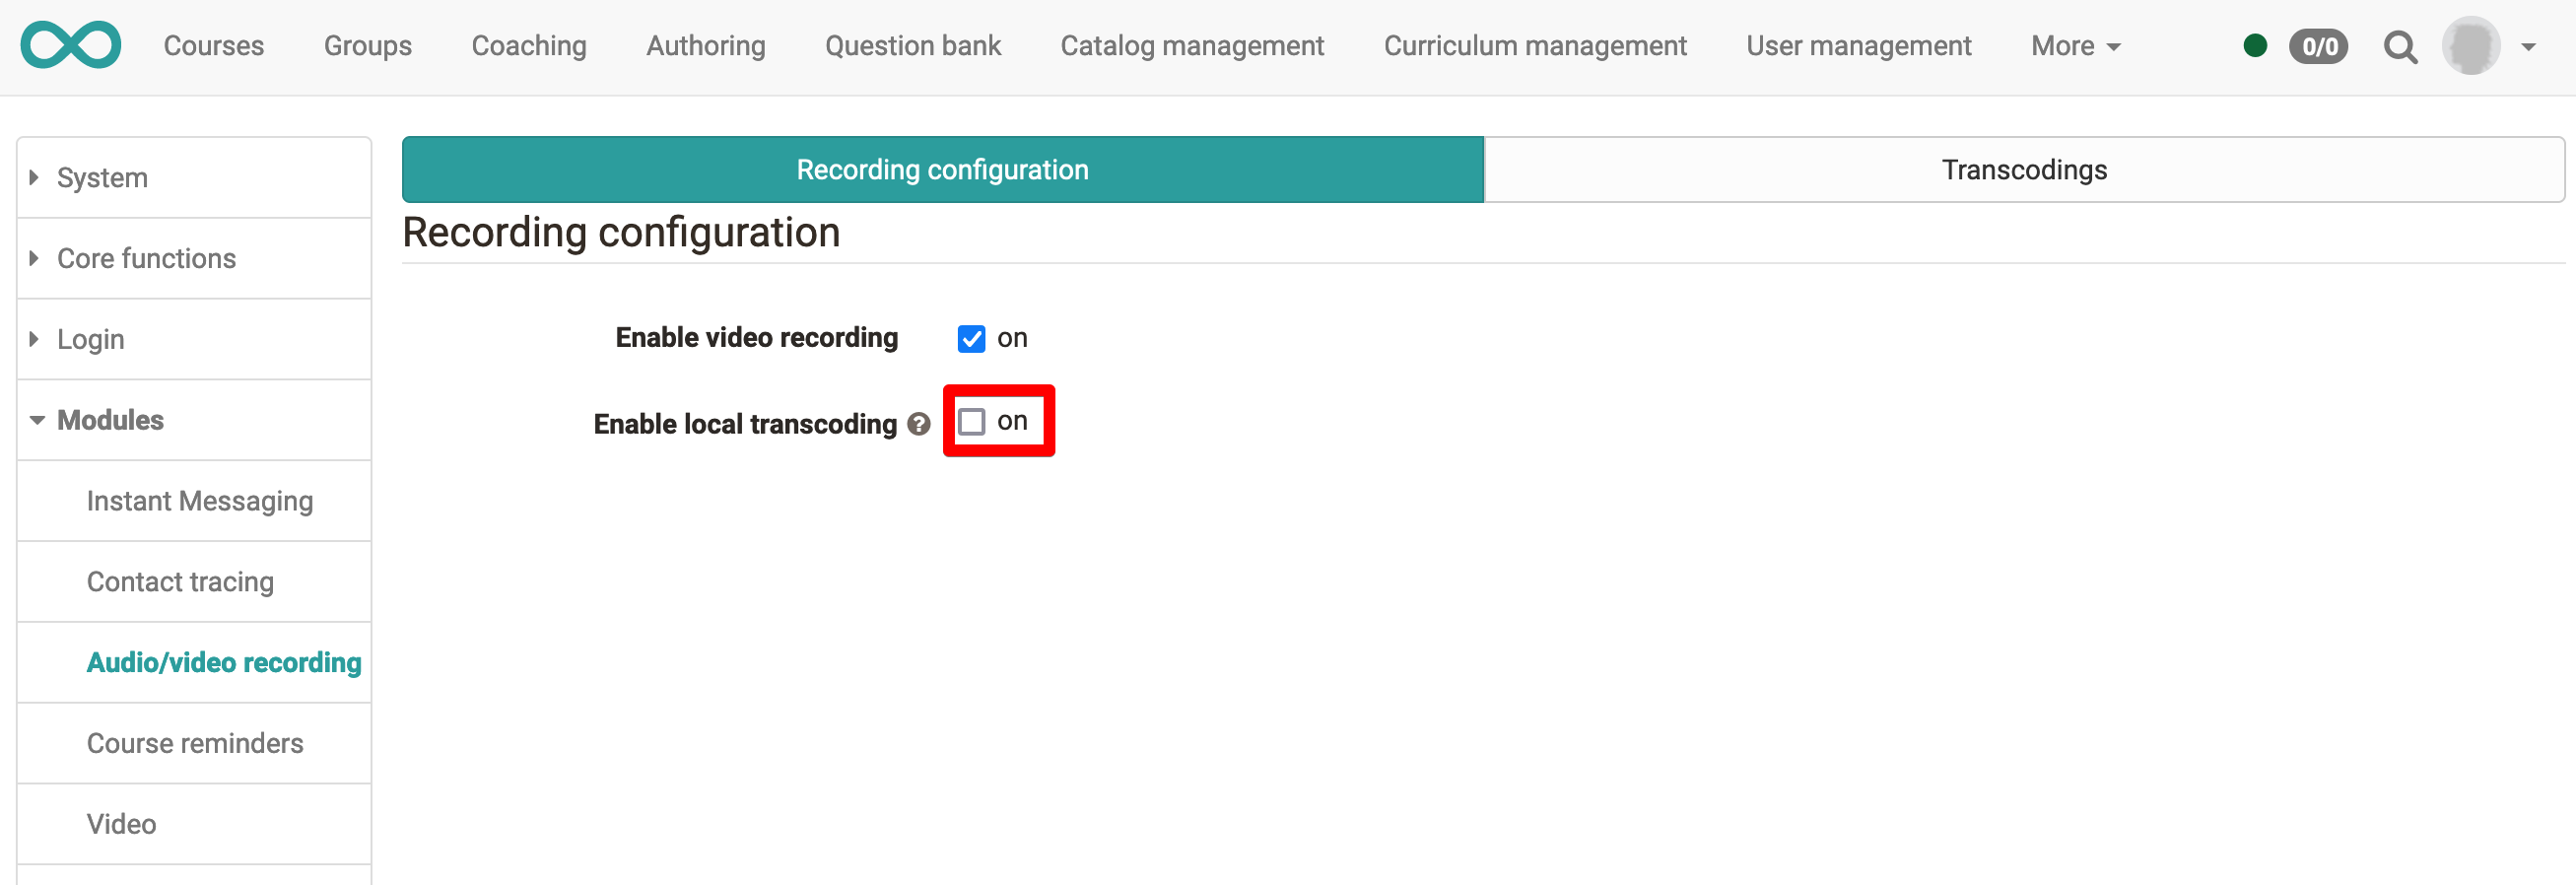 Courses Groups Coaching Authoring Question bank Catalog management Curriculum management User management More 0/0
System
Core functions
Login
Modules
Instant Messaging
Contact tracing
Audio/video recording
Course reminders
Video
Recording configuration Transcodings
Recording configuration
Enable video recording on
Enable local transcoding ? on